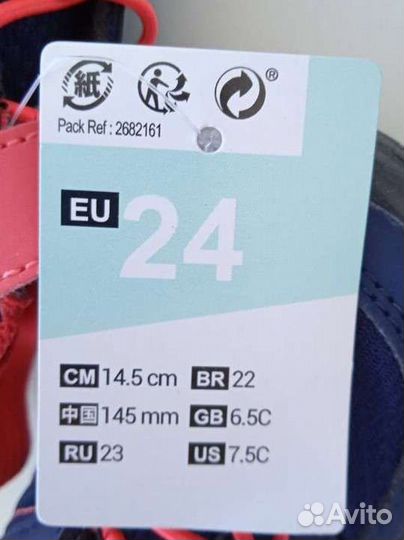 紙
®
Pack Ref : 2682161
EU 24
CM 14.5 cm BR 22
中国 145 mm GB 6.5C
RU 23 US 7.5C
Avito